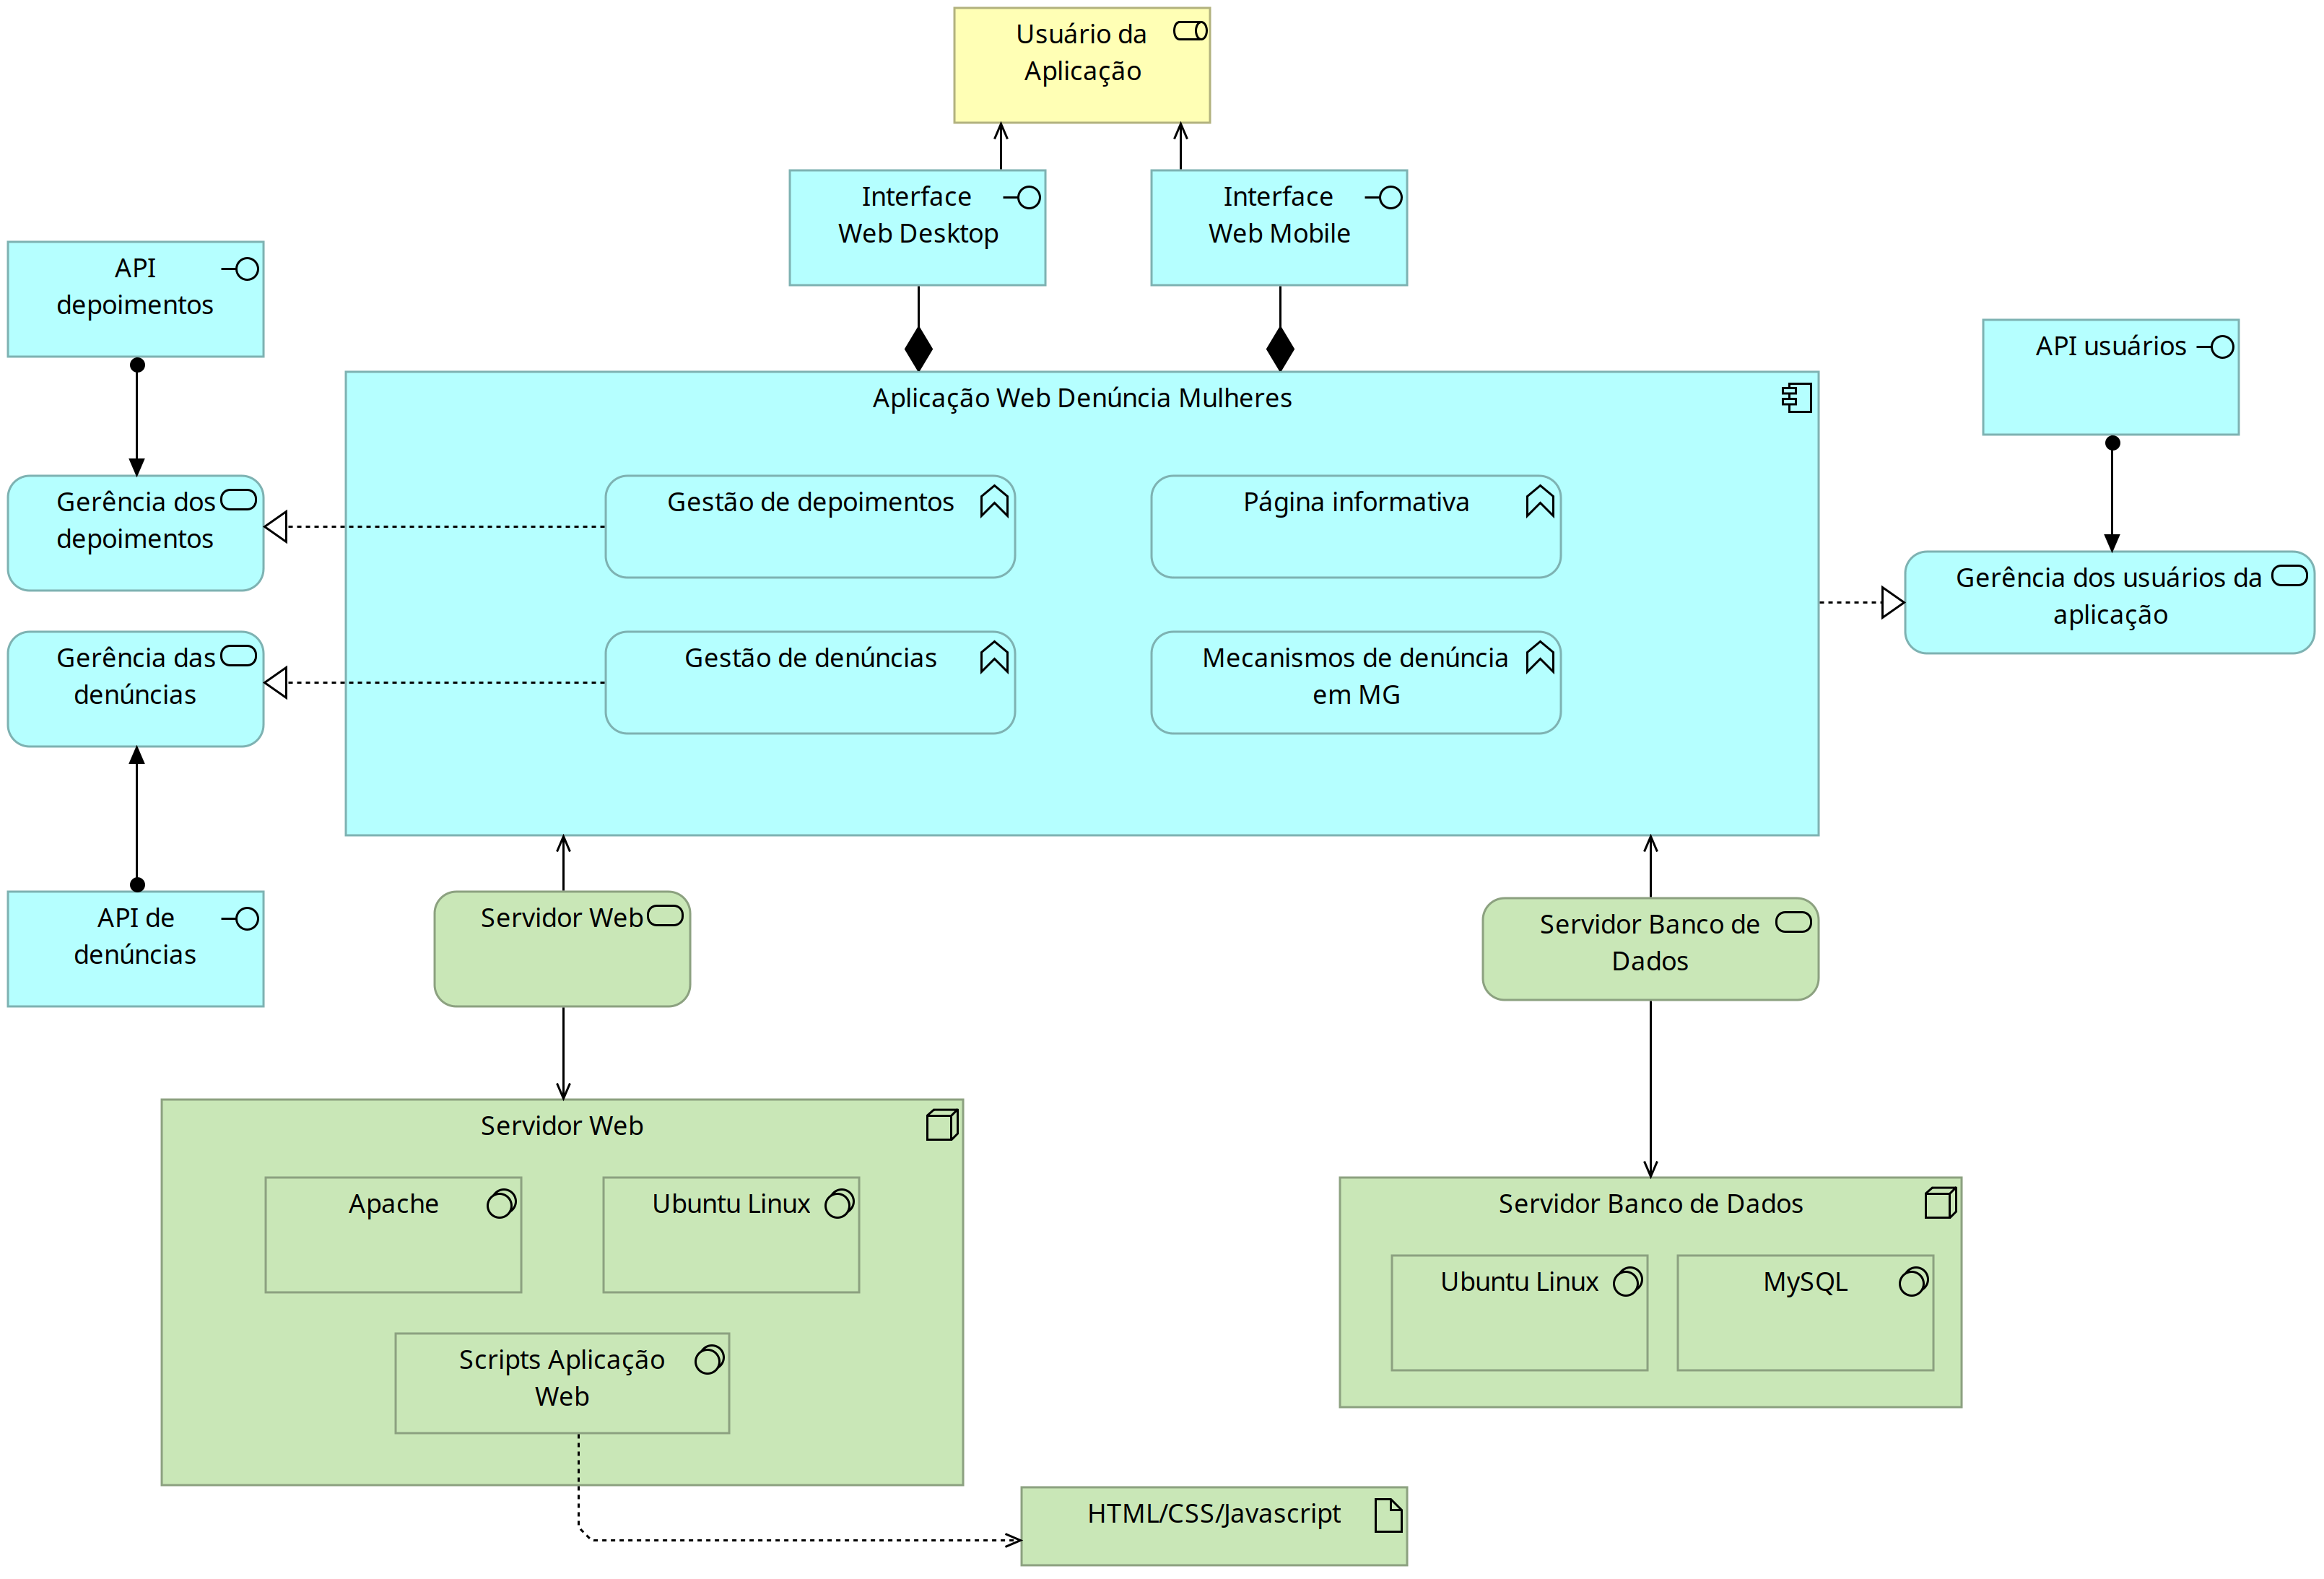 Usuário da
Aplicação
Interface
Web Desktop
Interface
Web Mobile
API
depoimentos
API usuários
Aplicação Web Denúncia Mulheres
Gerência dos
depoimentos
Gestão de depoimentos
Página informativa
Gerência dos usuários da
aplicação
Gerência das
denúncias
Gestão de denúncias
Mecanismos de denúncia
em MG
API de
denúncias
Servidor Web
Servidor Banco de
Dados
Servidor Web
Apache
Ubuntu Linux
Scripts Aplicação
Web
Servidor Banco de Dados
Ubuntu Linux
MySQL
HTML/CSS/Javascript